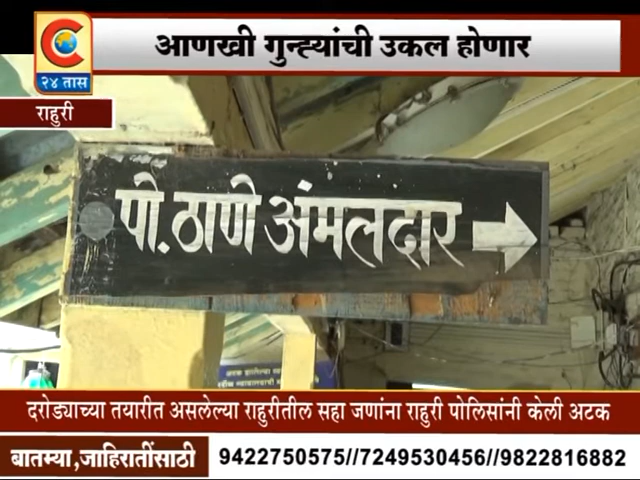 आणखी गुन्ह्यांची उकल होणार
C
२४ तास
राहुरी
पो. ठाणे अंमलदार
दरोड्याच्या तयारीत असलेल्या राहुरीतील सहा जणांना राहुरी पोलिसांनी केली अटक
बातम्या,जाहिरातींसाठी
9422750575//7249530456//9822816882